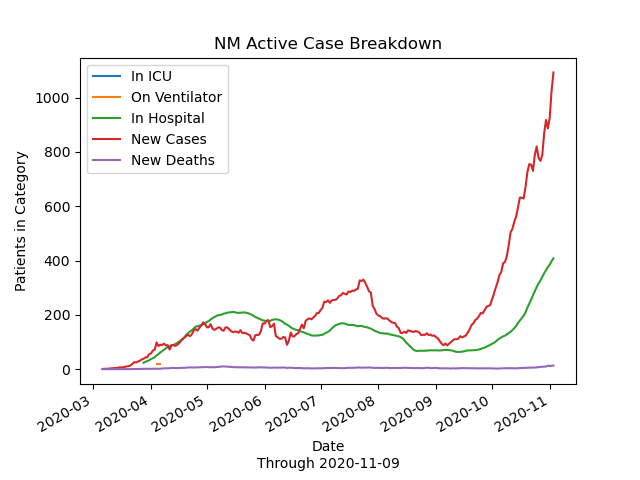 NM Active Case Breakdown
In ICU
On Ventilator
In Hospital
New Cases
New Deaths
Patients in Category
1000
800
600
400
200
0
2020-03
2020-04
2020-05
2020-06
2020-07
2020-08
2020-09
2020-10
2020-11
Date
Through 2020-11-09